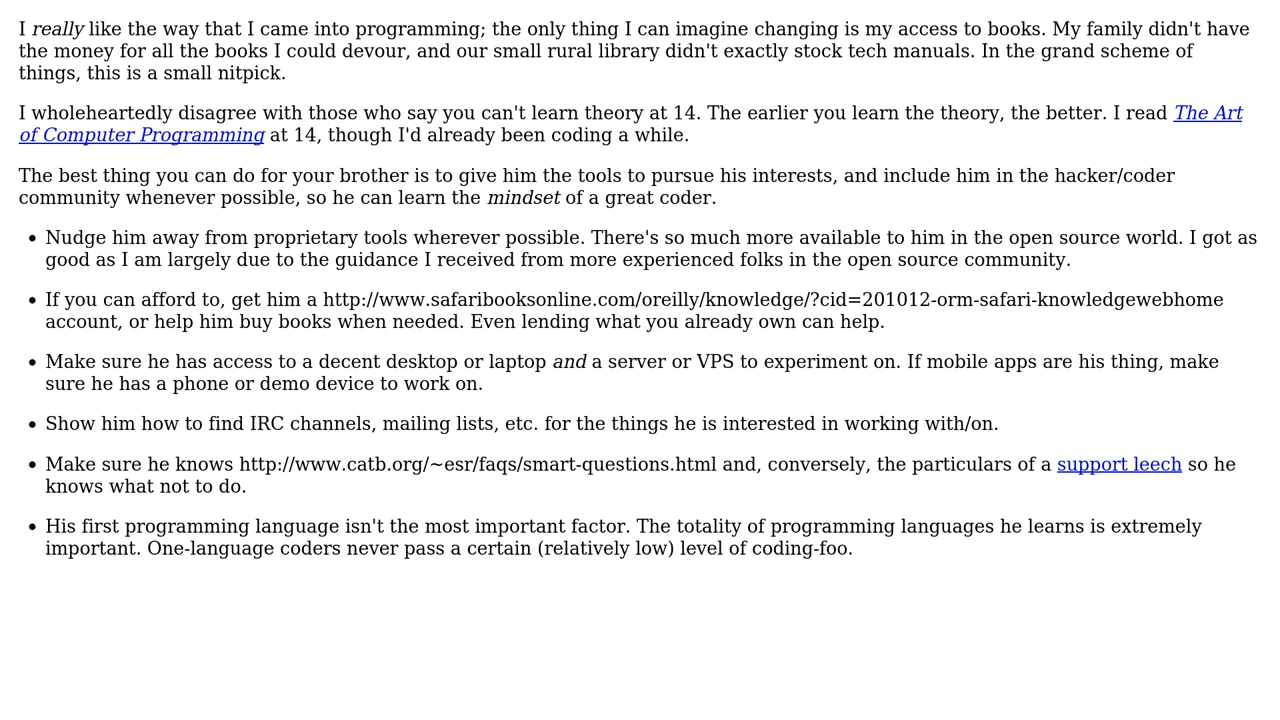 I really like the way that I came into programming; the only thing I can imagine changing is my access to books. My family didn't have
the money for all the books I could devour, and our small rural library didn't exactly stock tech manuals. In the grand scheme of
things, this is a small nitpick.
I wholeheartedly disagree with those who say you can't learn theory at 14. The earlier you learn the theory, the better. I read The Art
of Computer Programming at 14, though I'd already been coding a while.
The best thing you can do for your brother is to give him the tools to pursue his interests, and include him in the hacker/coder
community whenever possible, so he can learn the mindset of a great coder.
• Nudge him away from proprietary tools wherever possible. There's so much more available to him in the open source world. I got as
good as I am largely due to the guidance I received from more experienced folks in the open source community.
• If you can afford to, get him a http://www.safaribooksonline.com/oreilly/knowledge/?cid=201012-orm-safari-knowledgewebhome
account, or help him buy books when needed. Even lending what you already own can help.
• Make sure he has access to a decent desktop or laptop and a server or VPS to experiment on. If mobile apps are his thing, make
sure he has a phone or demo device to work on.
• Show him how to find IRC channels, mailing lists, etc. for the things he is interested in working with/on.
• Make sure he knows http://www.catb.org/~esr/faqs/smart-questions.html and, conversely, the particulars of a support leech so he
knows what not to do.
• His first programming language isn't the most important factor. The totality of programming languages he learns is extremely
important. One-language coders never pass a certain (relatively low) level of coding-foo.